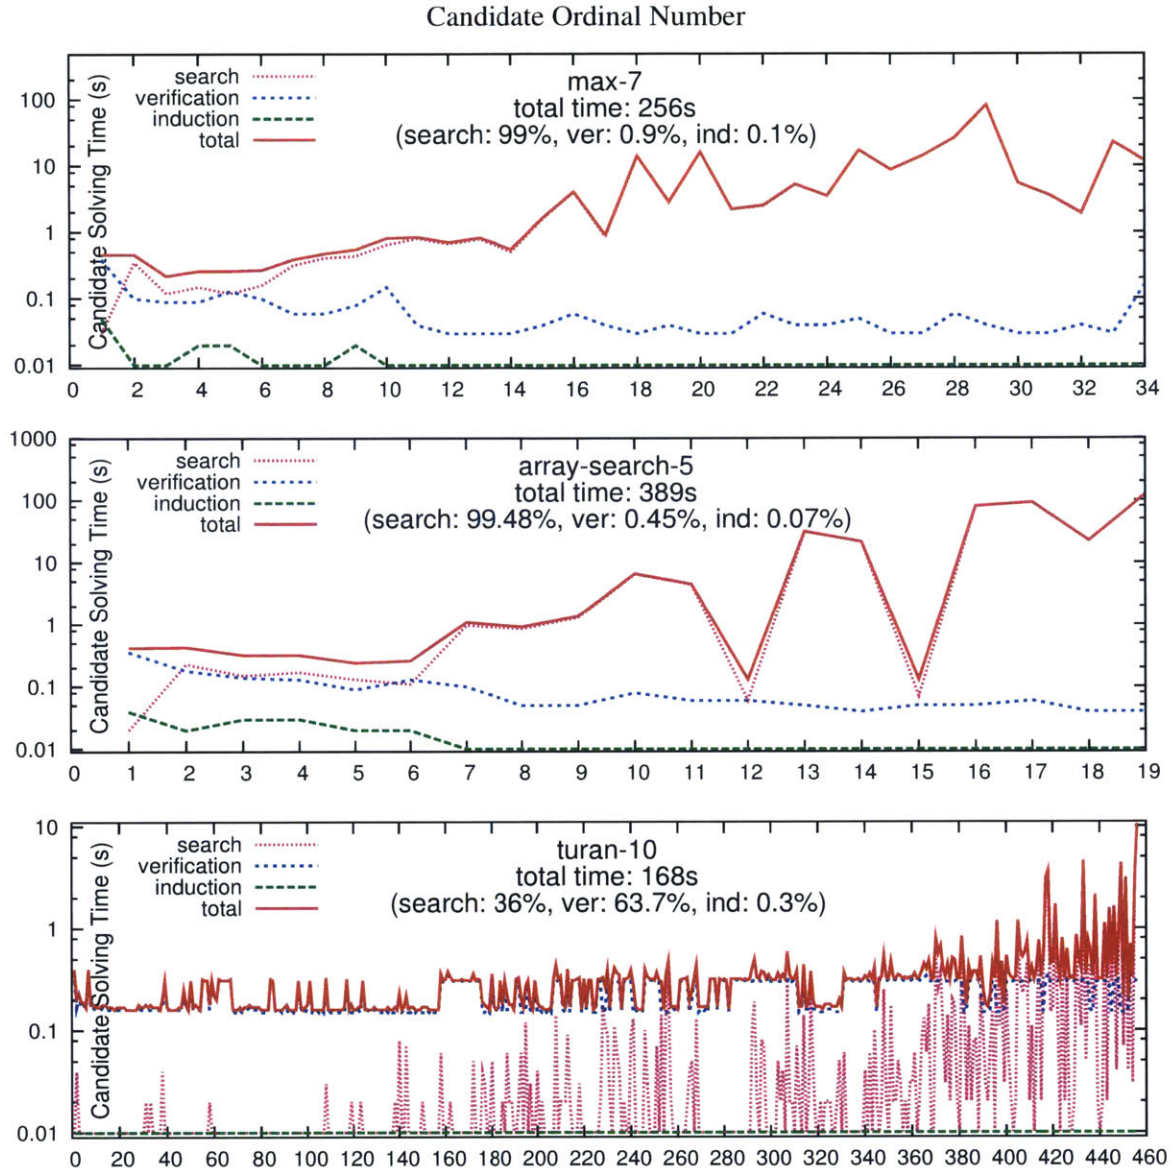 Candidate Ordinal Number
Candidate Solving Time (s)
100
10
1
0.1
0.01
search
verification
induction
total
max-7
total time: 256s
(search: 99%, ver: 0.9%, ind: 0.1%)
0 2 4 6 8 10 12 14 16 18 20 22 24 26 28 30 32 34
Candidate Solving Time (s)
1000
100
10
1
0.1
0.01
search
verification
induction
total
array-search-5
total time: 389s
(search: 99.48%, ver: 0.45%, ind: 0.07%)
0 1 2 3 4 5 6 7 8 9 10 11 12 13 14 15 16 17 18 19
Candidate Solving Time (s)
10
1
0.1
0.01
search
verification
induction
total
turan-10
total time: 168s
(search: 36%, ver: 63.7%, ind: 0.3%)
0 20 40 60 80 100 120 140 160 180 200 220 240 260 280 300 320 340 360 380 400 420 440 460